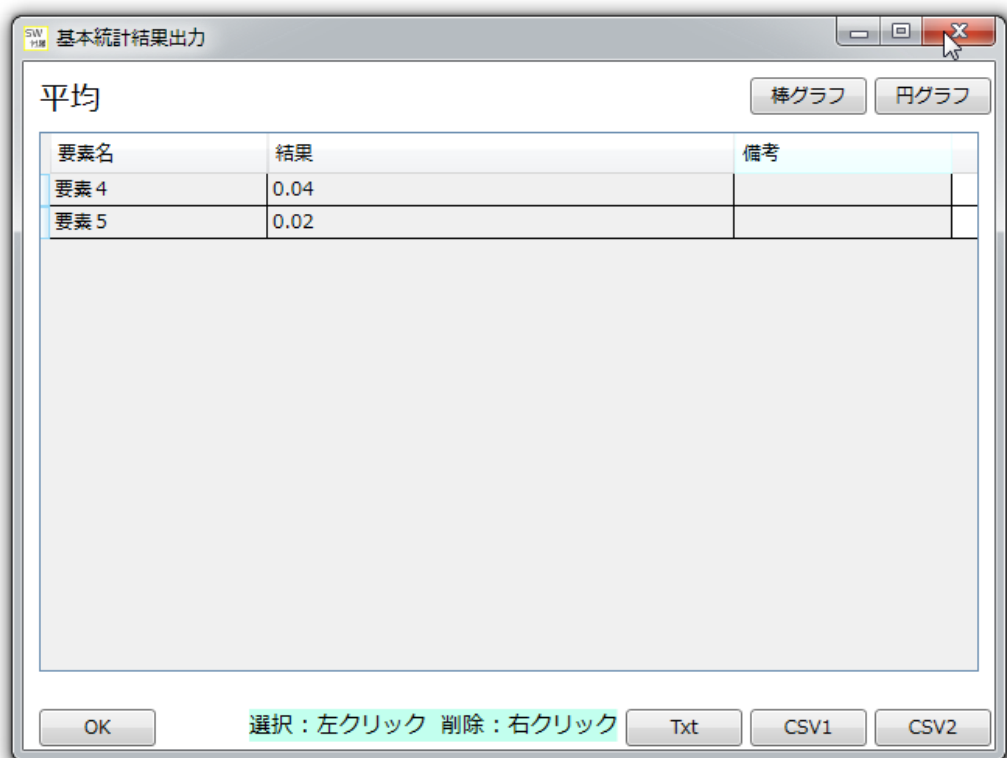 SW
付属
基本統計結果出力
平均
棒グラフ 円グラフ
要素名 結果 備考
要素4 0.04
要素5 0.02
OK 選択：左クリック 削除：右クリック Txt CSV1 CSV2